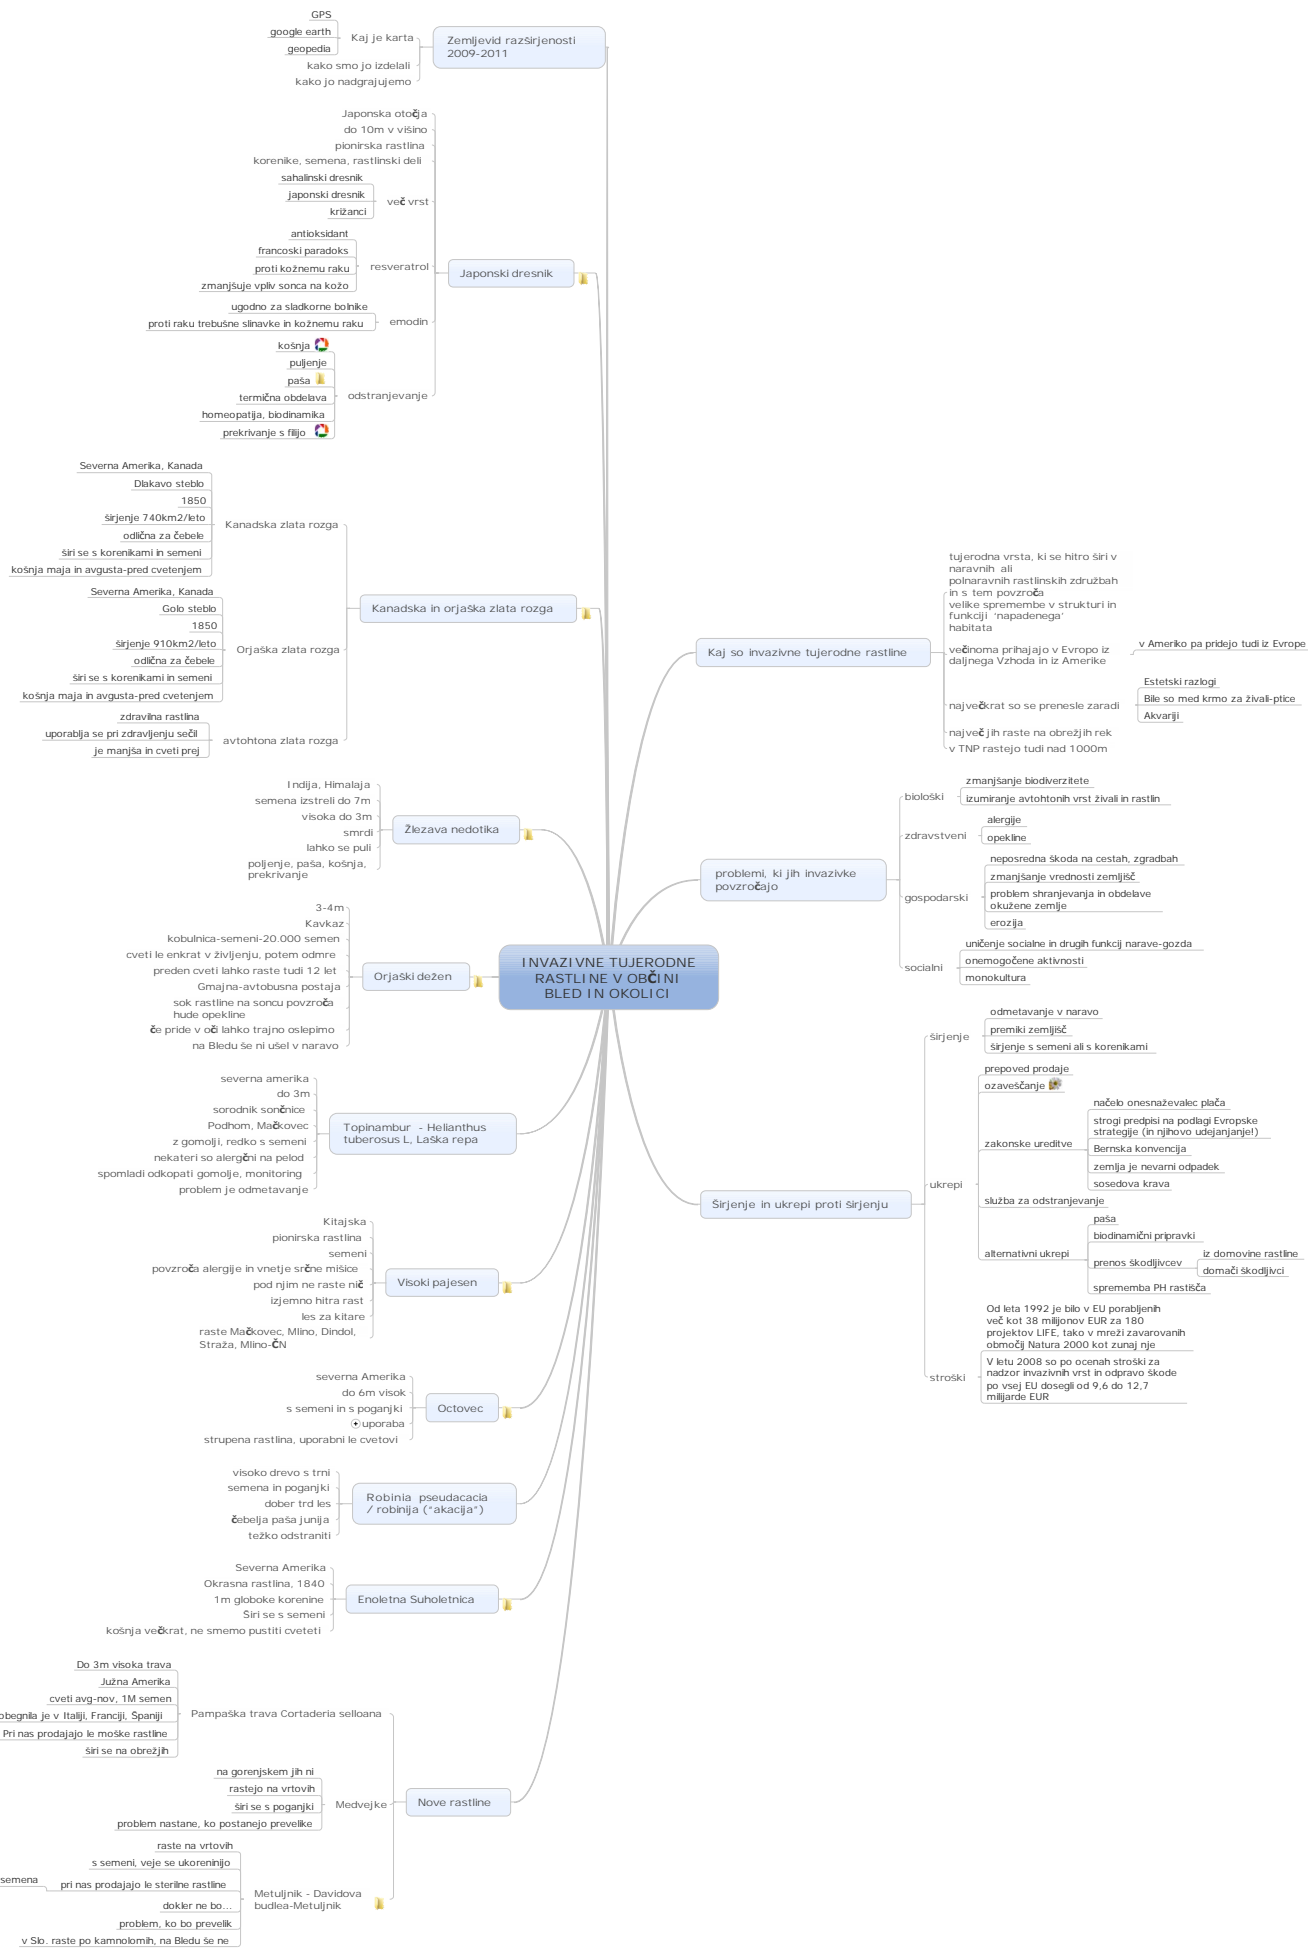 GPS
google earth
geopedia
Kaj je karta
kako smo jo izdelali
kako jo nadgrajujemo
Zemljevid razširjenosti
2009-2011
Japonska otočja
do 10m v višino
pionirska rastlina
korenike, semena, rastlinski deli
sahalinski dresnik
japonski dresnik
križanci
več vrst
antioksidant
francoski paradoks
proti kožnemu raku
zmanjšuje vpliv sonca na kožo
resveratrol
ugodno za sladkorne bolnike
proti raku trebušne slinavke in kožnemu raku
emodin
košnja
puljenje
paša
termična obdelava
homeopatija, biodinamika
prekrivanje s filijo
odstranjevanje
Japonski dresnik
Severna Amerika, Kanada
Dlakavo steblo
1850
širjenje 740km2/leto
odlična za čebele
širi se s korenikami in semeni
košnja maja in avgusta-pred cvetenjem
Kanadska zlata rozga
Severna Amerika, Kanada
Golo steblo
1850
širjenje 910km2/leto
odlična za čebele
širi se s korenikami in semeni
košnja maja in avgusta-pred cvetenjem
Orjaška zlata rozga
zdravilna rastlina
uporablja se pri zdravljenju sečil
je manjša in cveti prej
avtohtona zlata rozga
Kanadska in orjaška zlata rozga
Indija, Himalaja
semena izstreli do 7m
visoka do 3m
smrdi
lahko se puli
poljenje, paša, košnja,
prekrivanje
Žlezava nedotika
3-4m
Kavkaz
kobulnica-semeni-20.000 semen
cveti le enkrat v življenju, potem odmre
preden cveti lahko raste tudi 12 let
Gmajna-avtobusna postaja
sok rastline na soncu povzroča
hude opekline
če pride v oči lahko trajno oslepimo
na Bledu še ni ušel v naravo
Orjaški dežen
severna amerika
do 3m
sorodnik sončnice
Podhom, Mačkovec
z gomolji, redko s semeni
nekateri so alergčni na pelod
spomladi odkopati gomolje, monitoring
problem je odmetavanje
Topinambur - Helianthus
tuberosus L, Laška repa
Kitajska
pionirska rastlina
semeni
povzroča alergije in vnetje srčne mišice
pod njim ne raste nič
izjemno hitra rast
les za kitare
raste Mačkovec, Mlino, Dindol,
Straža, Mlino-ČN
Visoki pajesen
severna Amerika
do 6m visok
s semeni in s poganjki
uporaba
strupena rastlina, uporabni le cvetovi
Octovec
visoko drevo s trni
semena in poganjki
dober trd les
čebelja paša junija
težko odstraniti
Robinia pseudacacia
/ robinija ("akacija")
Severna Amerika
Okrasna rastlina, 1840
1m globoke korenine
Širi se s semeni
košnja večkrat, ne smemo pustiti cveteti
Enoletna Suholetnica
Do 3m visoka trava
Južna Amerika
cveti avg-nov, 1M semen
obegnila je v Italiji, Franciji, Španiji
Pri nas prodajajo le moške rastline
širi se na obrežjih
Pampaška trava Cortaderia selloana
na gorenjskem jih ni
rastejo na vrtovih
širi se s poganjki
problem nastane, ko postanejo prevelike
Medvejke
raste na vrtovih
s semeni, veje se ukoreninijo
semena
pri nas prodajajo le sterilne rastline
dokler ne bo...
problem, ko bo prevelik
v Slo. raste po kamnolomih, na Bledu še ne
Metuljnik - Davidova
budlea-Metuljnik
Nove rastline
INVAZIVNE TUJERODNE
RASTLINE V OBČINI
BLED IN OKOLICI
Kaj so invazivne tujerodne rastline
tujerodna vrsta, ki se hitro širi v
naravnih ali
polnaravnih rastlinskih združbah
in s tem povzroča
velike spremembe v strukturi in
funkciji 'napadenega'
habitata
večinoma prihajajo v Evropo iz
daljnega Vzhoda in iz Amerike
v Ameriko pa pridejo tudi iz Evrope
največkrat so se prenesle zaradi
Estetski razlogi
Bile so med krmo za živali-ptice
Akvariji
največ jih raste na obrežjih rek
v TNP rastejo tudi nad 1000m
problemi, ki jih invazivke
povzročajo
biološki
zmanjšanje biodiverzitete
izumiranje avtohtonih vrst živali in rastlin
zdravstveni
alergije
opekline
gospodarski
neposredna škoda na cestah, zgradbah
zmanjšanje vrednosti zemljišč
problem shranjevanja in obdelave
okužene zemlje
erozija
socialni
uničenje socialne in drugih funkcij narave-gozda
onemogočene aktivnosti
monokultura
Širjenje in ukrepi proti širjenju
širjenje
odmetavanje v naravo
premiki zemljišč
širjenje s semeni ali s korenikami
ukrepi
prepoved prodaje
ozaveščanje
zakonske ureditve
načelo onesnaževalec plača
strogi predpisi na podlagi Evropske
strategije (in njihovo udejanjanje!)
Bernska konvencija
zemlja je nevarni odpadek
sosedova krava
služba za odstranjevanje
alternativni ukrepi
paša
biodinamični pripravki
prenos škodljivcev
iz domovine rastline
domači škodljivci
sprememba PH rastišča
stroški
Od leta 1992 je bilo v EU porabljenih
več kot 38 milijonov EUR za 180
projektov LIFE, tako v mreži zavarovanih
območij Natura 2000 kot zunaj nje
V letu 2008 so po ocenah stroški za
nadzor invazivnih vrst in odpravo škode
po vsej EU dosegli od 9,6 do 12,7
milijarde EUR